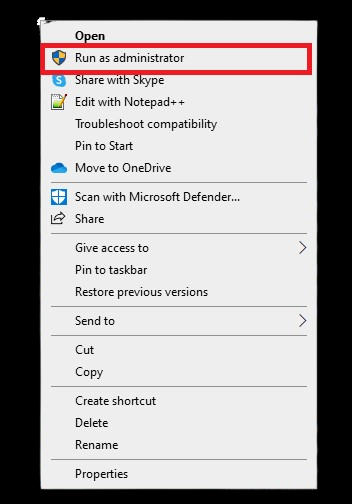 Open
Run as administrator
Share with Skype
Edit with Notepad++
Troubleshoot compatibility
Pin to Start
Move to OneDrive
Scan with Microsoft Defender...
Share
Give access to
Pin to taskbar
Restore previous versions
Send to
Cut
Copy
Create shortcut
Delete
Rename
Properties